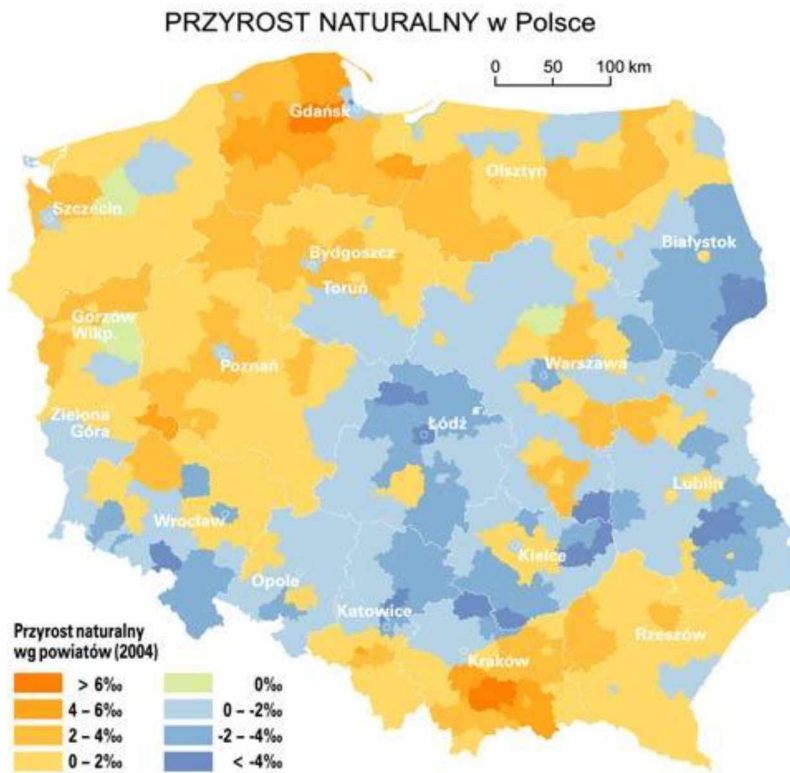 PRZYROST NATURALNY w Polsce
0 50 100 km
Gdańsk
Olsztyn
Szczecin
Białystok
Bydgoszcz
Toruń
Gorzów
Wlkp.
Warszawa
Poznań
Zielona
Góra
Łódź
Lublin
Wrocław
Kielce
Opole
Katowice
Rzeszów
Kraków
Przyrost naturalny
wg powiatów (2004)
> 6‰ 0‰
4 – 6‰ 0 – -2‰
2 – 4‰ -2 – -4‰
0 – 2‰ < -4‰